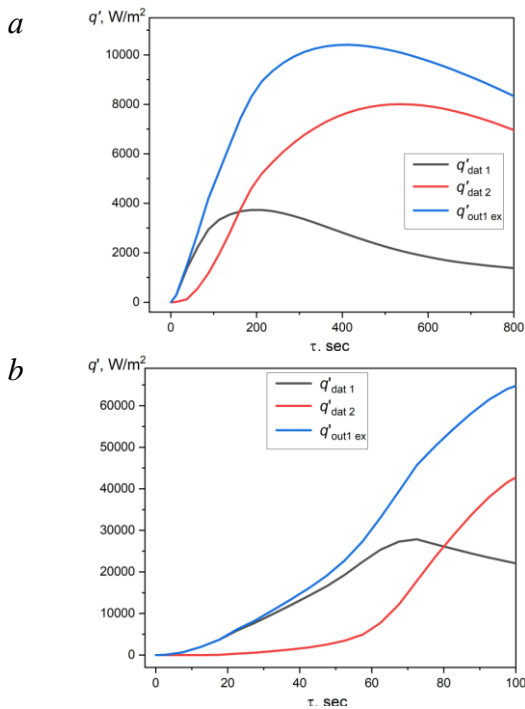 a
q', W/m²
10000
8000
6000
4000
2000
0
q'dat 1
q'dat 2
q'out1 ex
0 200 400 600 800
τ, sec
b
q', W/m²
60000
50000
40000
30000
20000
10000
0
q'dat 1
q'dat 2
q'out1 ex
0 20 40 60 80 100
τ, sec